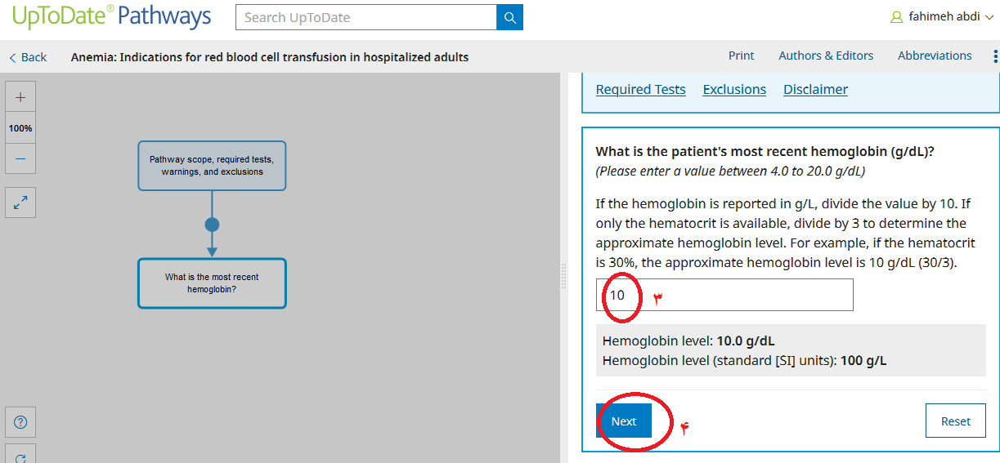 UpToDate® Pathways
Search UpToDate
fahimeh abdi
Back
Anemia: Indications for red blood cell transfusion in hospitalized adults
Print
Authors & Editors
Abbreviations
+
100%
−
Pathway scope, required tests,
warnings, and exclusions
What is the most recent
hemoglobin?
Required Tests
Exclusions
Disclaimer
What is the patient's most recent hemoglobin (g/dL)?
(Please enter a value between 4.0 to 20.0 g/dL)
If the hemoglobin is reported in g/L, divide the value by 10. If
only the hematocrit is available, divide by 3 to determine the
approximate hemoglobin level. For example, if the hematocrit
is 30%, the approximate hemoglobin level is 10 g/dL (30/3).
10
۳
Hemoglobin level: 10.0 g/dL
Hemoglobin level (standard [SI] units): 100 g/L
Next
۴
Reset